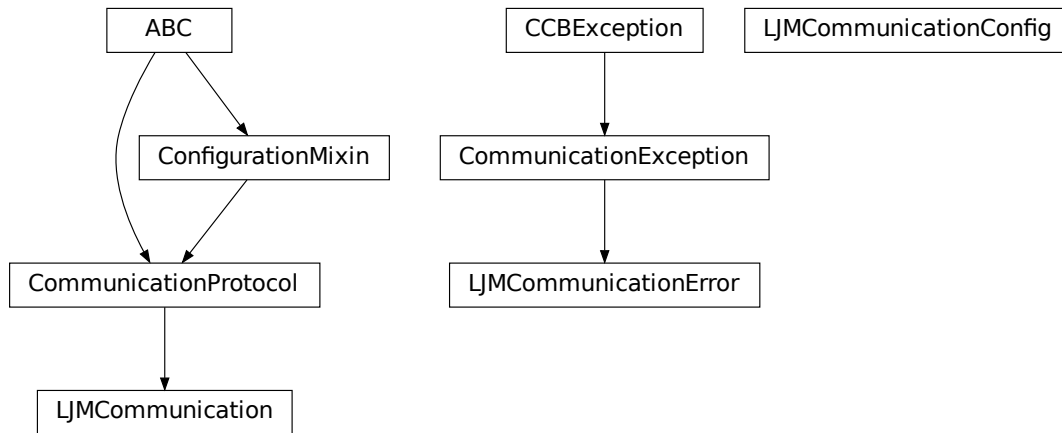 ABC
CCBException
LJMCommunicationConfig
ConfigurationMixin
CommunicationException
CommunicationProtocol
LJMCommunicationError
LJMCommunication